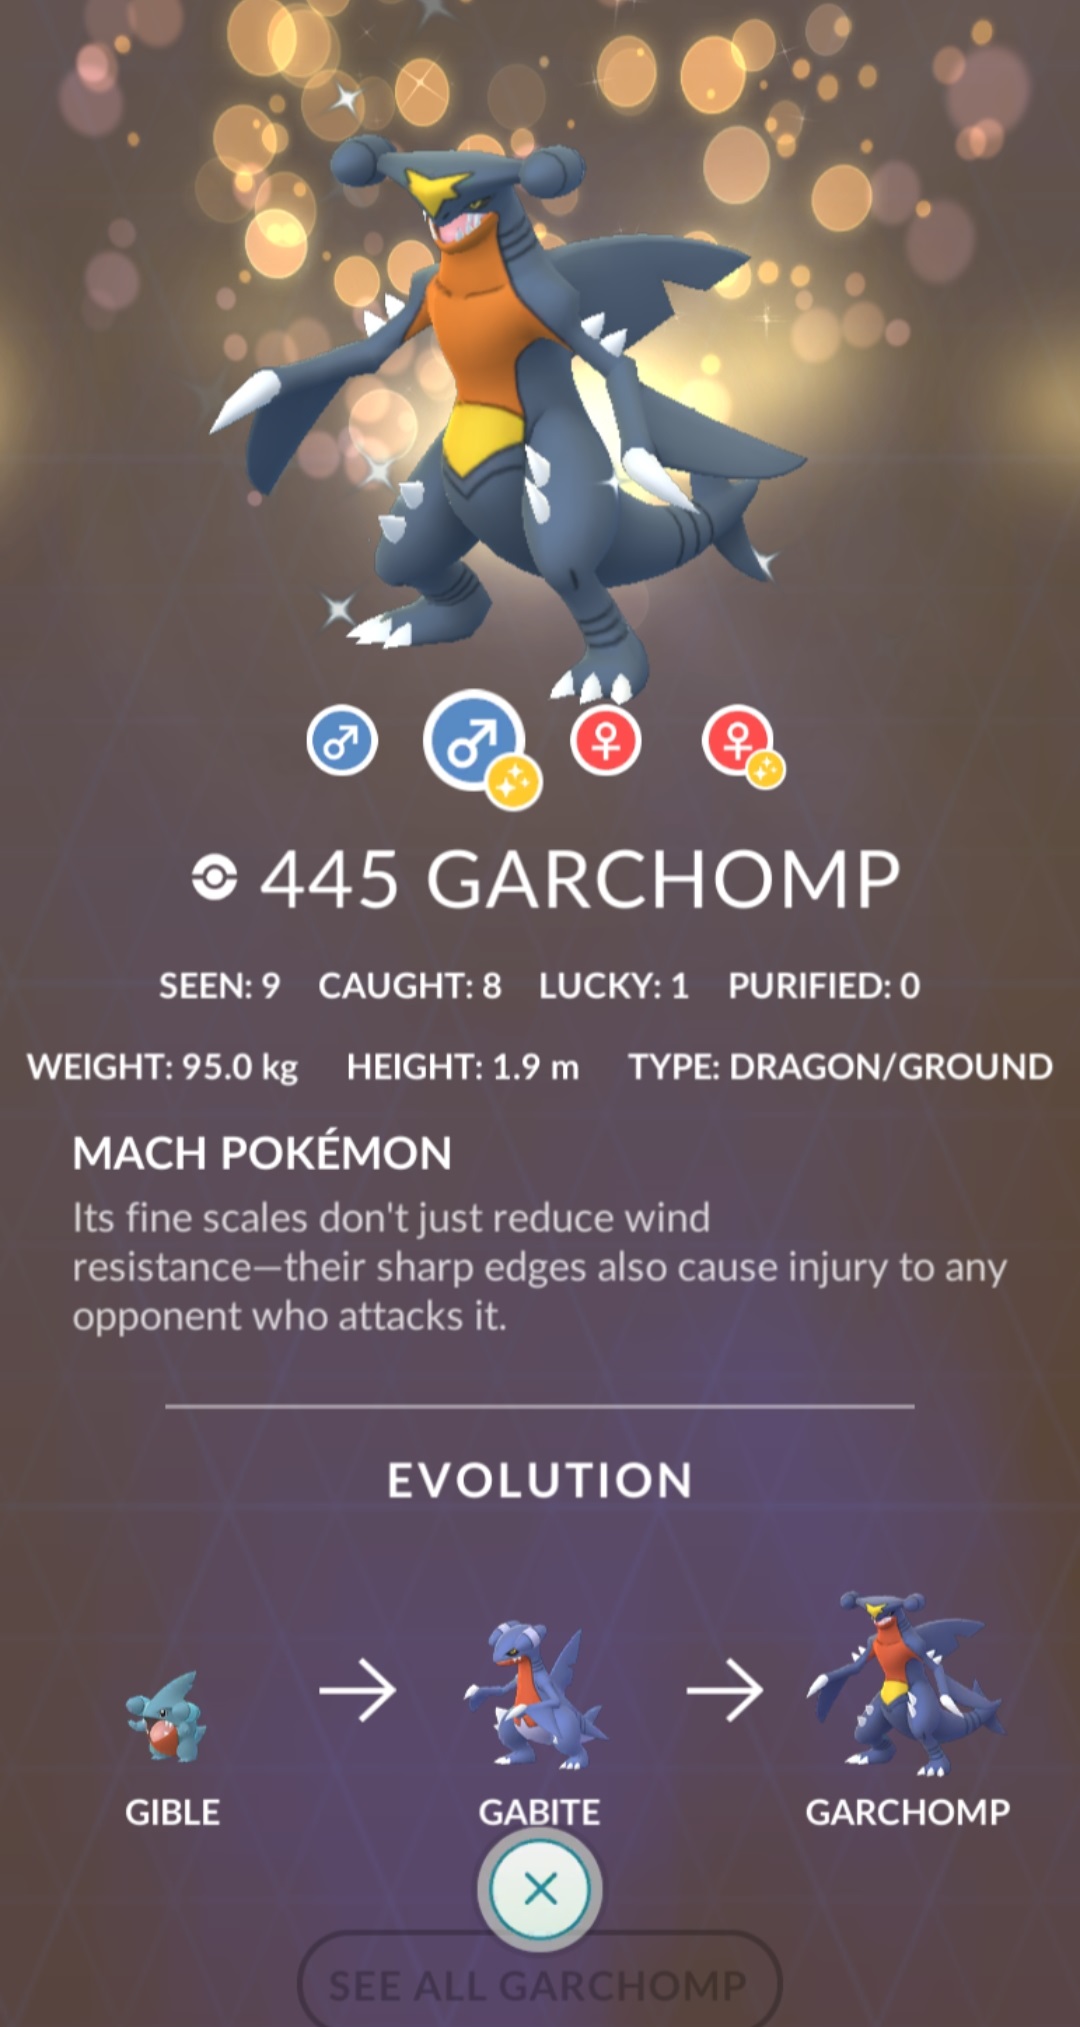 445 GARCHOMP
SEEN: 9 CAUGHT: 8 LUCKY: 1 PURIFIED: 0
WEIGHT: 95.0 kg HEIGHT: 1.9 m TYPE: DRAGON/GROUND
MACH POKÉMON
Its fine scales don't just reduce wind
resistance—their sharp edges also cause injury to any
opponent who attacks it.
EVOLUTION
GIBLE GABITE GARCHOMP
SEE ALL GARCHOMP